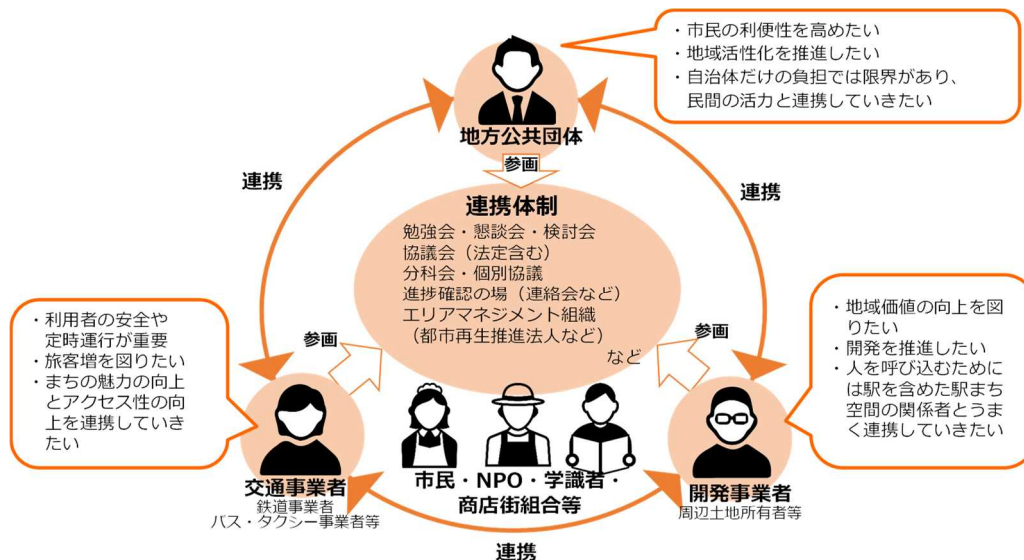 ・市民の利便性を高めたい
・地域活性化を推進したい
・自治体だけの負担では限界があり、
民間の活力と連携していきたい
地方公共団体
参画
連携
連携
連携体制
勉強会・懇談会・検討会
協議会（法定含む）
分科会・個別協議
進捗確認の場（連絡会など）
エリアマネジメント組織
（都市再生推進法人など）
など
・利用者の安全や
定時運行が重要
・旅客増を図りたい
・まちの魅力の向上
とアクセス性の向
上を連携していき
たい
参画
参画
・地域価値の向上を図
りたい
・開発を推進したい
・人を呼び込むために
は駅を含めた駅まち
空間の関係者とうま
く連携していきたい
交通事業者
鉄道事業者
バス・タクシー事業者等
市民・NPO・学識者・
商店街組合等
開発事業者
周辺土地所有者等
連携